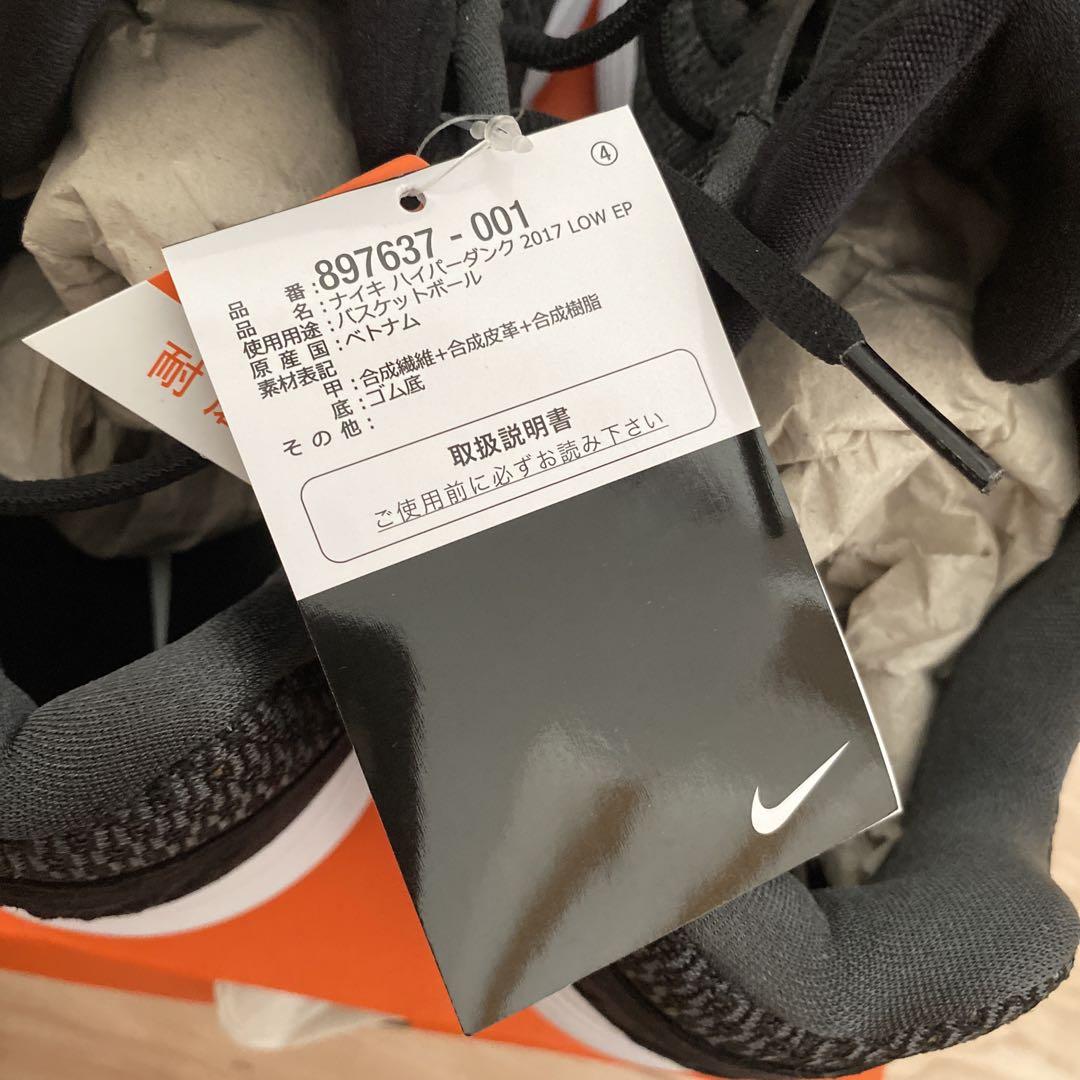 ④
品番：897637 - 001
品名：ナイキ ハイパーダンク 2017 LOW EP
使用用途：バスケットボール
原産国：ベトナム
素材表記
甲：合成繊維+合成皮革+合成樹脂
底：ゴム底
その他：
取扱説明書
ご使用前に必ずお読み下さい
耐